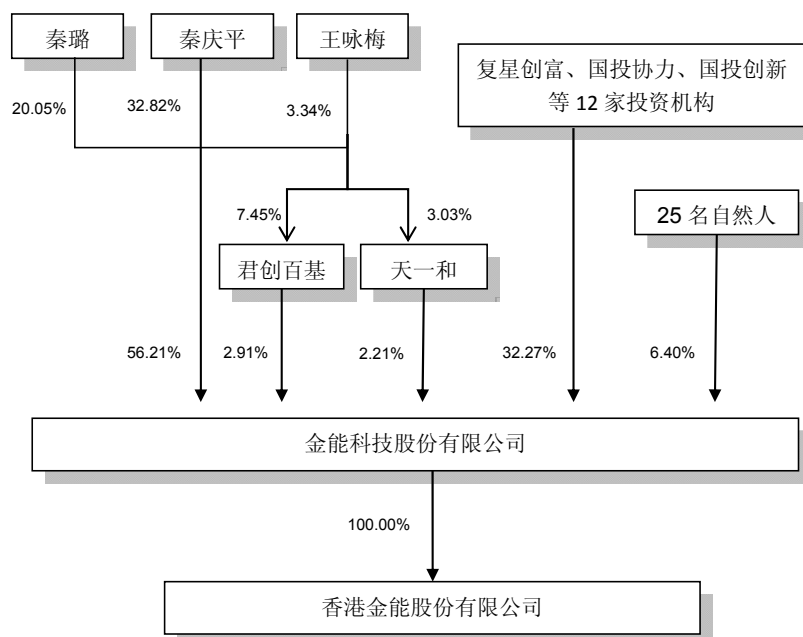 秦璐
秦庆平
王咏梅
复星创富、国投协力、国投创新
等 12 家投资机构
20.05%
32.82%
3.34%
7.45%
3.03%
25 名自然人
君创百基
天一和
56.21%
2.91%
2.21%
32.27%
6.40%
金能科技股份有限公司
100.00%
香港金能股份有限公司